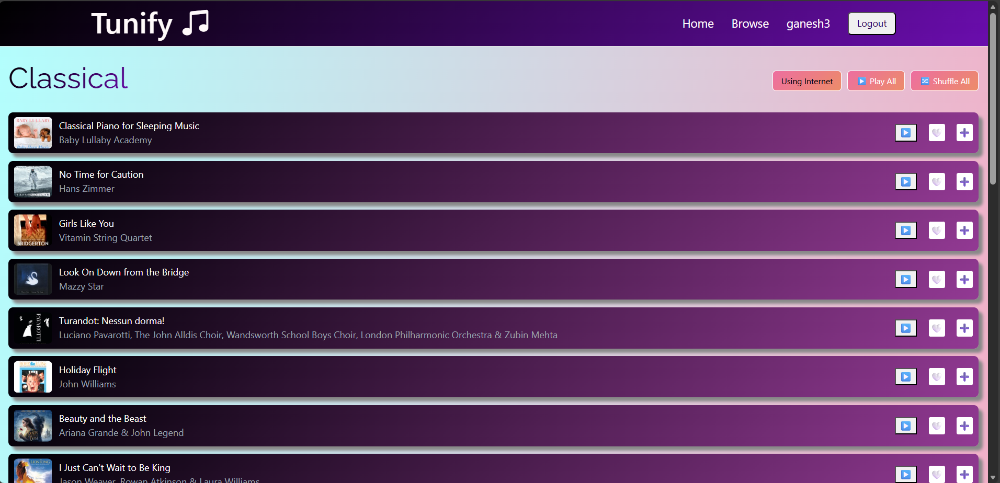 Tunify
Home Browse ganesh3 Logout
Classical
Using Internet Play All Shuffle All
BABY LULLABY
Baby Sleep Music
Classical Piano for Sleeping Music
Baby Lullaby Academy
No Time for Caution
Hans Zimmer
BRIDGERTON
Girls Like You
Vitamin String Quartet
Look On Down from the Bridge
Mazzy Star
PAVAROTTI
Turandot: Nessun dorma!
Luciano Pavarotti, The John Alldis Choir, Wandsworth School Boys Choir, London Philharmonic Orchestra & Zubin Mehta
Holiday Flight
John Williams
Beauty and the Beast
Ariana Grande & John Legend
LION KING
I Just Can't Wait to Be King
Jason Weaver, Rowan Atkinson & Laura Williams